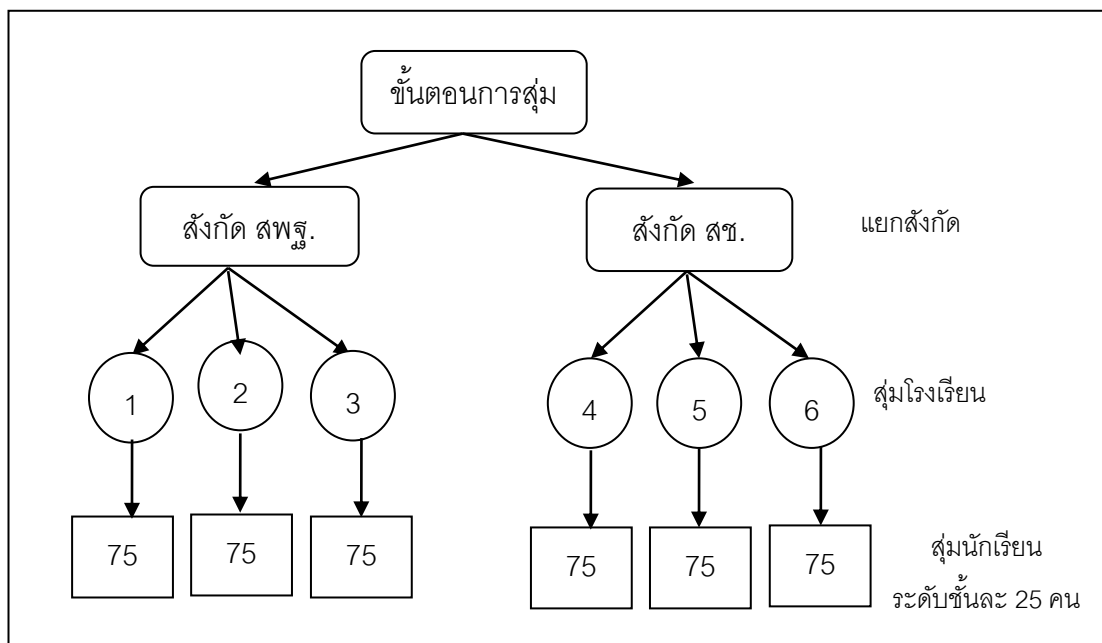 ขั้นตอนการสุ่ม
สังกัด สพฐ.
สังกัด สช.
แยกสังกัด
1
2
3
4
5
6
สุ่มโรงเรียน
75
75
75
75
75
75
สุ่มนักเรียน
ระดับชั้นละ 25 คน